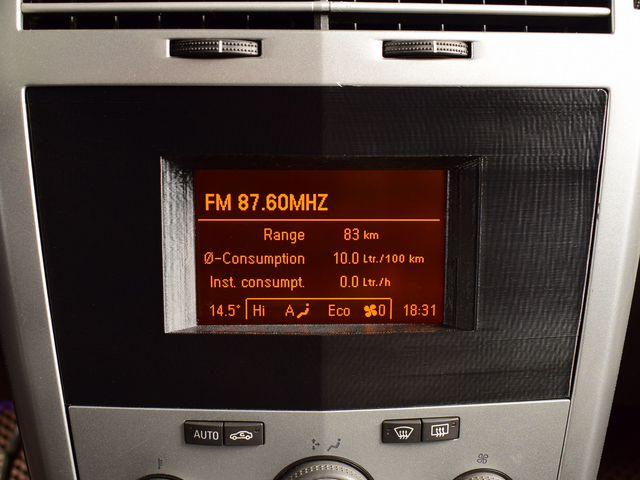 FM 87.60MHZ
Range 83 km
Ø-Consumption 10.0 Ltr./100 km
Inst. consumpt. 0.0 Ltr./h
14.5° Hi A Eco 0 18:31
AUTO